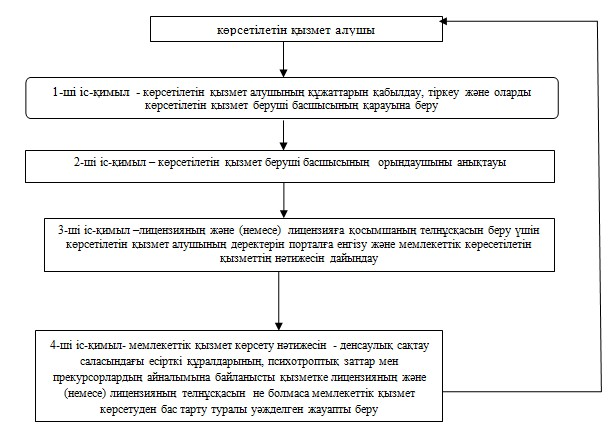 көрсетілетін қызмет алушы
1-ші іс-қимыл - көрсетілетін қызмет алушының құжаттарын қабылдау, тіркеу және оларды
көрсетілетін қызмет беруші басшысының қарауына беру
2-ші іс-қимыл – көрсетілетін қызмет беруші басшысының орындаушыны анықтауы
3-ші іс-қимыл –лицензияның және (немесе) лицензияға қосымшаның телнұсқасын беру үшін
көрсетілетін қызмет алушының деректерін порталға енгізу және мемлекеттік көресетілетін
қызметтің нәтижесін дайындау
4-ші іс-қимыл- мемлекеттік қызмет көрсету нәтижесін - денсаулық сақтау
саласындағы есірткі құралдарының, психотроптық заттар мен
прекурсорлардың айналымына байланысты қызметке лицензияның және
(немесе) лицензияның телнұсқасын не болмаса мемлекеттік қызмет
көрсетуден бас тарту туралы уәжделген жауапты беру